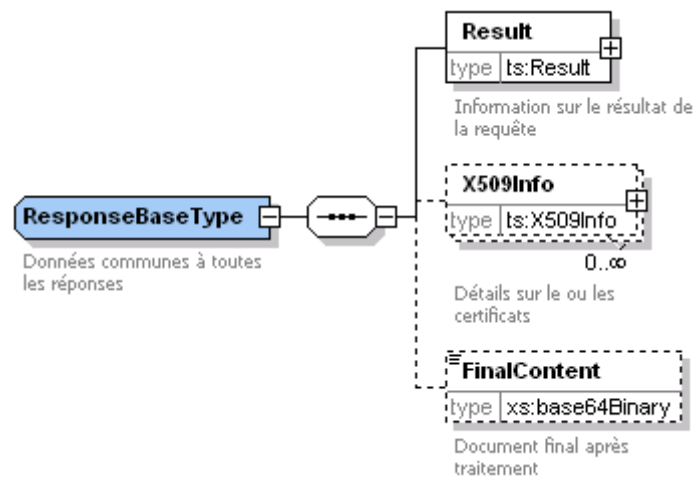 Result
type ts:Result
Information sur le résultat de
la requête
X509Info
type ts:X509Info
0..∞
Détails sur le ou les
certificats
ResponseBaseType
Données communes à toutes
les réponses
FinalContent
type xs:base64Binary
Document final après
traitement